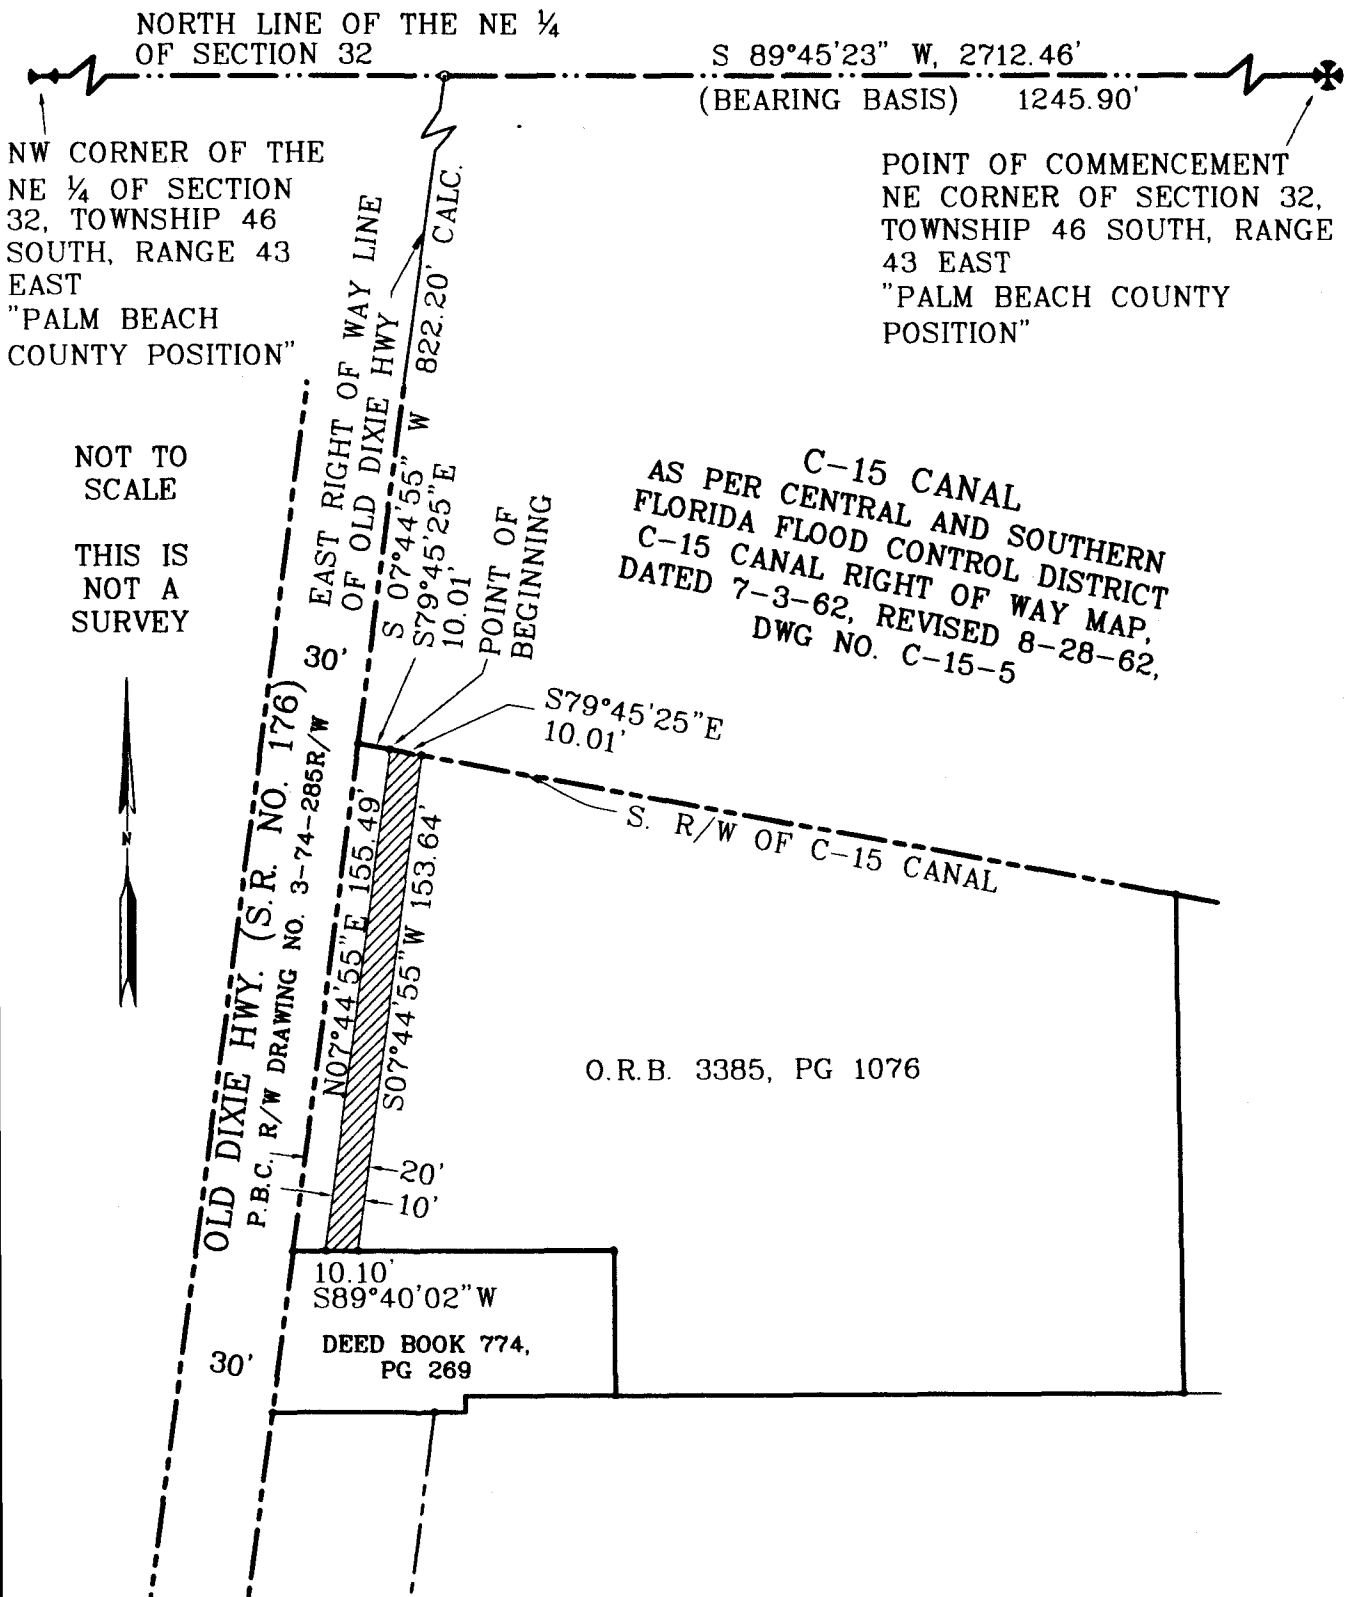 NORTH LINE OF THE NE ¼
OF SECTION 32
S 89°45'23" W, 2712.46'
(BEARING BASIS) 1245.90'
NW CORNER OF THE
NE ¼ OF SECTION
32, TOWNSHIP 46
SOUTH, RANGE 43
EAST
"PALM BEACH
COUNTY POSITION"
POINT OF COMMENCEMENT
NE CORNER OF SECTION 32,
TOWNSHIP 46 SOUTH, RANGE
43 EAST
"PALM BEACH COUNTY
POSITION"
EAST RIGHT OF WAY LINE
OF OLD DIXIE HWY
S 07°44'55" W 822.20' CALC.
NOT TO
SCALE
THIS IS
NOT A
SURVEY
N
S79°45'25"E
10.01'
POINT OF
BEGINNING
C-15 CANAL
AS PER CENTRAL AND SOUTHERN
FLORIDA FLOOD CONTROL DISTRICT
C-15 CANAL RIGHT OF WAY MAP,
DATED 7-3-62, REVISED 8-28-62,
DWG NO. C-15-5
30'
S79°45'25"E
10.01'
S. R/W OF C-15 CANAL
OLD DIXIE HWY. (S.R. NO. 176)
P.B.C. R/W DRAWING NO. 3-74-285R/W
N07°44'55"E 155.49'
S07°44'55"W 153.64'
O.R.B. 3385, PG 1076
20'
10'
10.10'
S89°40'02"W
DEED BOOK 774,
PG 269
30'